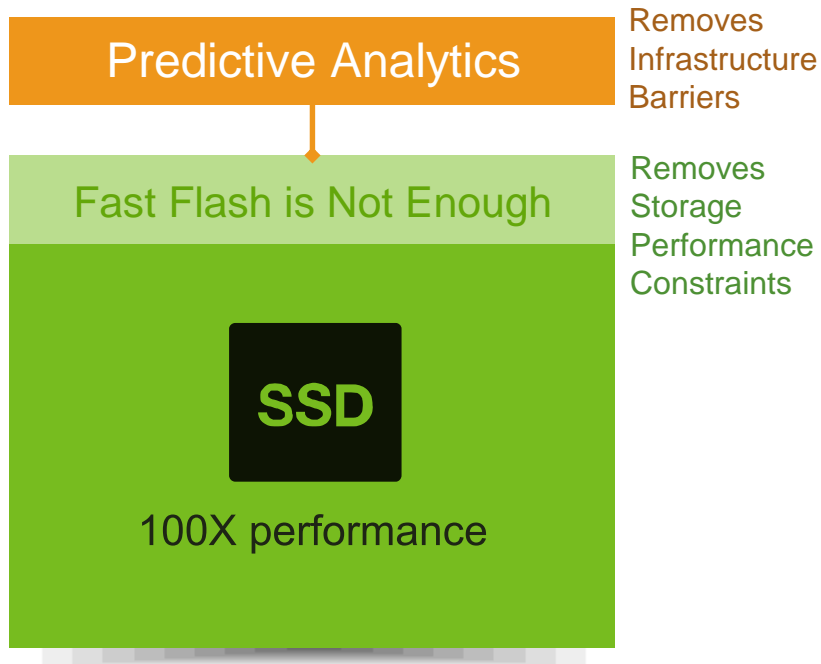 Predictive Analytics
Removes
Infrastructure
Barriers
Fast Flash is Not Enough
Removes
Storage
Performance
Constraints
SSD
100X performance